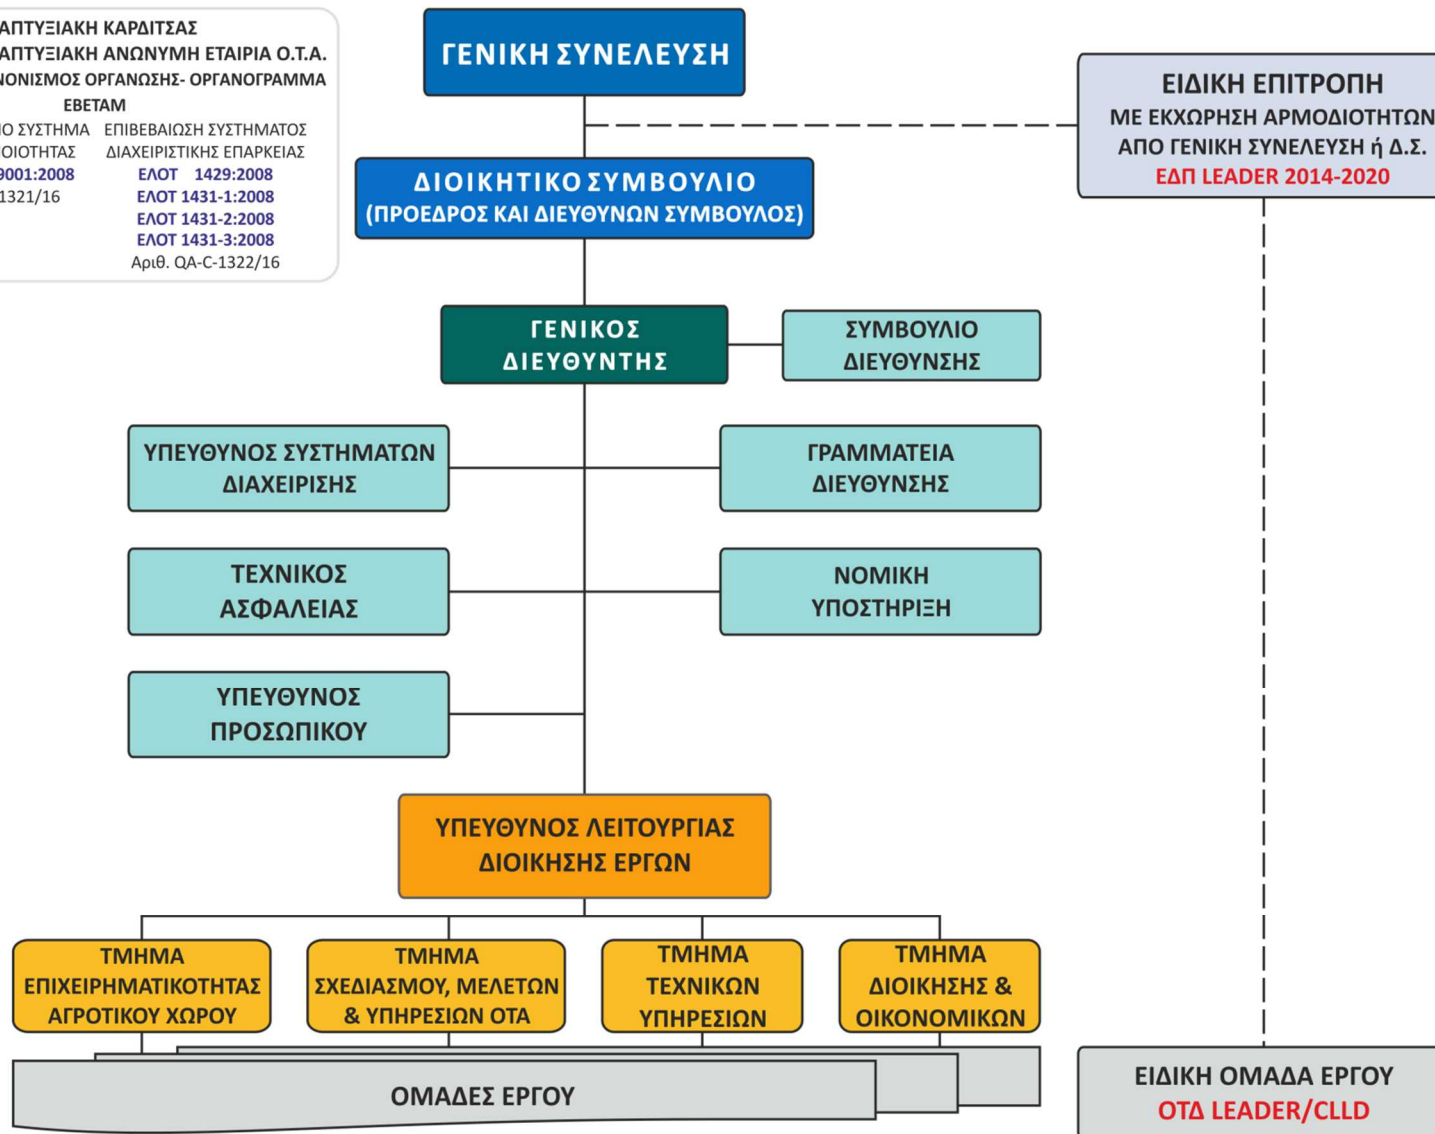 ΑΠΤΥΞΙΑΚΗ ΚΑΡΔΙΤΣΑΣ
ΑΠΤΥΞΙΑΚΗ ΑΝΩΝΥΜΗ ΕΤΑΙΡΙΑ Ο.Τ.Α.
ΝΟΝΙΣΜΟΣ ΟΡΓΑΝΩΣΗΣ- ΟΡΓΑΝΟΓΡΑΜΜΑ
ΕΒΕΤΑΜ
ΙΟ ΣΥΣΤΗΜΑ
ΟΙΟΤΗΤΑΣ
9001:2008
1321/16
ΕΠΙΒΕΒΑΙΩΣΗ ΣΥΣΤΗΜΑΤΟΣ
ΔΙΑΧΕΙΡΙΣΤΙΚΗΣ ΕΠΑΡΚΕΙΑΣ
ΕΛΟΤ 1429:2008
ΕΛΟΤ 1431-1:2008
ΕΛΟΤ 1431-2:2008
ΕΛΟΤ 1431-3:2008
Αριθ. QA-C-1322/16
ΓΕΝΙΚΗ ΣΥΝΕΛΕΥΣΗ
ΕΙΔΙΚΗ ΕΠΙΤΡΟΠΗ
ΜΕ ΕΚΧΩΡΗΣΗ ΑΡΜΟΔΙΟΤΗΤΩΝ
ΑΠΟ ΓΕΝΙΚΗ ΣΥΝΕΛΕΥΣΗ ή Δ.Σ.
ΕΔΠ LEADER 2014-2020
ΔΙΟΙΚΗΤΙΚΟ ΣΥΜΒΟΥΛΙΟ
(ΠΡΟΕΔΡΟΣ ΚΑΙ ΔΙΕΥΘΥΝΩΝ ΣΥΜΒΟΥΛΟΣ)
ΓΕΝΙΚΟΣ
ΔΙΕΥΘΥΝΤΗΣ
ΣΥΜΒΟΥΛΙΟ
ΔΙΕΥΘΥΝΣΗΣ
ΥΠΕΥΘΥΝΟΣ ΣΥΣΤΗΜΑΤΩΝ
ΔΙΑΧΕΙΡΙΣΗΣ
ΓΡΑΜΜΑΤΕΙΑ
ΔΙΕΥΘΥΝΣΗΣ
ΤΕΧΝΙΚΟΣ
ΑΣΦΑΛΕΙΑΣ
ΝΟΜΙΚΗ
ΥΠΟΣΤΗΡΙΞΗ
ΥΠΕΥΘΥΝΟΣ
ΠΡΟΣΩΠΙΚΟΥ
ΥΠΕΥΘΥΝΟΣ ΛΕΙΤΟΥΡΓΙΑΣ
ΔΙΟΙΚΗΣΗΣ ΕΡΓΩΝ
ΤΜΗΜΑ
ΕΠΙΧΕΙΡΗΜΑΤΙΚΟΤΗΤΑΣ
ΑΓΡΟΤΙΚΟΥ ΧΩΡΟΥ
ΤΜΗΜΑ
ΣΧΕΔΙΑΣΜΟΥ, ΜΕΛΕΤΩΝ
& ΥΠΗΡΕΣΙΩΝ ΟΤΑ
ΤΜΗΜΑ
ΤΕΧΝΙΚΩΝ
ΥΠΗΡΕΣΙΩΝ
ΤΜΗΜΑ
ΔΙΟΙΚΗΣΗΣ &
ΟΙΚΟΝΟΜΙΚΩΝ
ΟΜΑΔΕΣ ΕΡΓΟΥ
ΕΙΔΙΚΗ ΟΜΑΔΑ ΕΡΓΟΥ
ΟΤΔ LEADER/CLLD